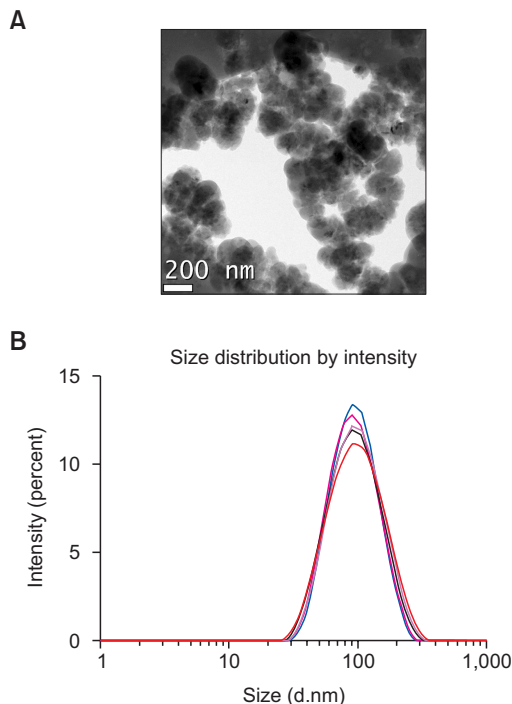 A
200 nm
B
Size distribution by intensity
15
10
5
0
Intensity (percent)
1
10
100
1,000
Size (d.nm)